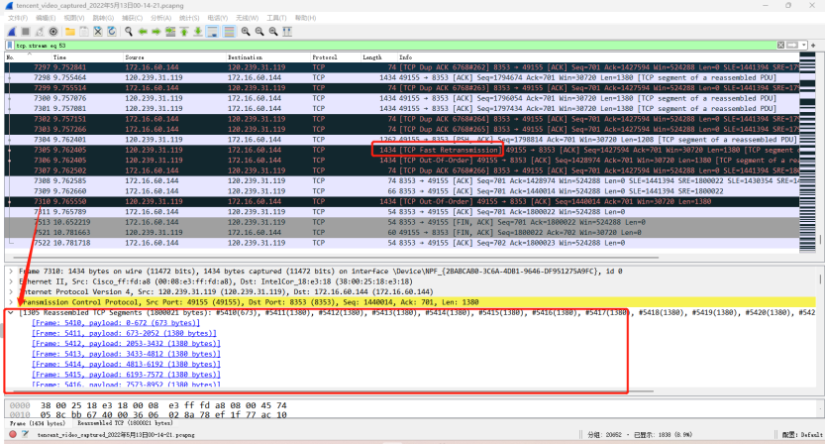 tencent_video_captured_2022年5月13日00-14-21.pcapng
文件(F) 编辑(E) 视图(V) 跳转(G) 捕获(C) 分析(A) 统计(S) 电话(Y) 无线(W) 工具(T) 帮助(H)
tcp stream eq 93
No. Time Source Destination Protocol Length Info
7297 9.752841 172.16.60.144 120.239.31.119 TCP 74 [TCP Dup ACK 6768#262] 8353 → 49155 [ACK] Seq=701 Ack=1427594 Win=524288 Len=0 SLE=1441394 SRE=17
7298 9.755464 120.239.31.119 172.16.60.144 TCP 1434 49155 → 8353 [ACK] Seq=1794674 Ack=701 Win=30720 Len=1380 [TCP segment of a reassembled PDU]
7299 9.755514 172.16.60.144 120.239.31.119 TCP 74 [TCP Dup ACK 6768#263] 8353 → 49155 [ACK] Seq=701 Ack=1427594 Win=524288 Len=0 SLE=1441394 SRE=17
7300 9.757076 120.239.31.119 172.16.60.144 TCP 1434 49155 → 8353 [ACK] Seq=1796054 Ack=701 Win=30720 Len=1380 [TCP segment of a reassembled PDU]
7301 9.757081 120.239.31.119 172.16.60.144 TCP 1434 49155 → 8353 [ACK] Seq=1797434 Ack=701 Win=30720 Len=1380 [TCP segment of a reassembled PDU]
7302 9.757151 172.16.60.144 120.239.31.119 TCP 74 [TCP Dup ACK 6768#264] 8353 → 49155 [ACK] Seq=701 Ack=1427594 Win=524288 Len=0 SLE=1441394 SRE=17
7303 9.757266 172.16.60.144 120.239.31.119 TCP 74 [TCP Dup ACK 6768#265] 8353 → 49155 [ACK] Seq=701 Ack=1427594 Win=524288 Len=0 SLE=1441394 SRE=17
7304 9.762401 120.239.31.119 172.16.60.144 TCP 1262 49155 → 8353 [PSH, ACK] Seq=1798814 Ack=701 Win=30720 Len=1208 [TCP segment of a reassembled
7305 9.762405 120.239.31.119 172.16.60.144 TCP 1434 [TCP Fast Retransmission] 49155 → 8353 [ACK] Seq=1427594 Ack=701 Win=30720 Len=1380 [TCP segment
7306 9.762405 120.239.31.119 172.16.60.144 TCP 1434 [TCP Out-Of-Order] 49155 → 8353 [ACK] Seq=1428974 Ack=701 Win=30720 Len=1380 [TCP segment of a rea
7307 9.762502 172.16.60.144 120.239.31.119 TCP 74 [TCP Dup ACK 6768#266] 8353 → 49155 [ACK] Seq=701 Ack=1427594 Win=524288 Len=0 SLE=1441394 SRE=18
7308 9.762585 172.16.60.144 120.239.31.119 TCP 74 8353 → 49155 [ACK] Seq=701 Ack=1428974 Win=524288 Len=0 SLE=1441394 SRE=1800022 SLE=1430354 SRE=
7309 9.762660 172.16.60.144 120.239.31.119 TCP 66 8353 → 49155 [ACK] Seq=701 Ack=1440014 Win=524288 Len=0 SLE=1441394 SRE=1800022
7310 9.765550 120.239.31.119 172.16.60.144 TCP 1434 [TCP Out-Of-Order] 49155 → 8353 [ACK] Seq=1440014 Ack=701 Win=30720 Len=1380
7311 9.765789 172.16.60.144 120.239.31.119 TCP 54 8353 → 49155 [ACK] Seq=701 Ack=1800022 Win=524288 Len=0
7513 10.652219 172.16.60.144 120.239.31.119 TCP 54 8353 → 49155 [FIN, ACK] Seq=701 Ack=1800022 Win=524288 Len=0
7521 10.781663 120.239.31.119 172.16.60.144 TCP 60 49155 → 8353 [FIN, ACK] Seq=1800022 Ack=702 Win=30720 Len=0
7522 10.781718 172.16.60.144 120.239.31.119 TCP 54 8353 → 49155 [ACK] Seq=702 Ack=1800023 Win=524288 Len=0
Frame 7310: 1434 bytes on wire (11472 bits), 1434 bytes captured (11472 bits) on interface \Device\NPF_{2BABCAB0-3C6A-4DB1-9646-DF951275A9FC}, id 0
Ethernet II, Src: Cisco_ff:fd:a8 (00:08:e3:ff:fd:a8), Dst: IntelCor_18:e3:18 (38:00:25:18:e3:18)
Internet Protocol Version 4, Src: 120.239.31.119, Dst: 172.16.60.144
Transmission Control Protocol, Src Port: 49155 (49155), Dst Port: 8353 (8353), Seq: 1440014, Ack: 701, Len: 1380
[1305 Reassembled TCP Segments (1800021 bytes): #5410(673), #5411(1380), #5412(1380), #5413(1380), #5414(1380), #5415(1380), #5416(1380), #5417(1380), #5418(1380), #5419(1380), #5420(1380), #542
[Frame: 5410, payload: 0-672 (673 bytes)]
[Frame: 5411, payload: 673-2052 (1380 bytes)]
[Frame: 5412, payload: 2053-3432 (1380 bytes)]
[Frame: 5413, payload: 3433-4812 (1380 bytes)]
[Frame: 5414, payload: 4813-6192 (1380 bytes)]
[Frame: 5415, payload: 6193-7572 (1380 bytes)]
[Frame: 5416, payload: 7573-8952 (1380 bytes)]
0000 38 00 25 18 e3 18 00 08 e3 ff fd a8 08 00 45 74
0010 05 8c bb 67 40 00 36 06 02 8a 78 ef 1f 77 ac 10
Frame (1434 bytes) Reassembled TCP (1800021 bytes)
tencent_video_captured_2022年5月13日00-14-21.pcapng 分组: 20652 · 已显示: 1838 (8.9%) 配置: Default